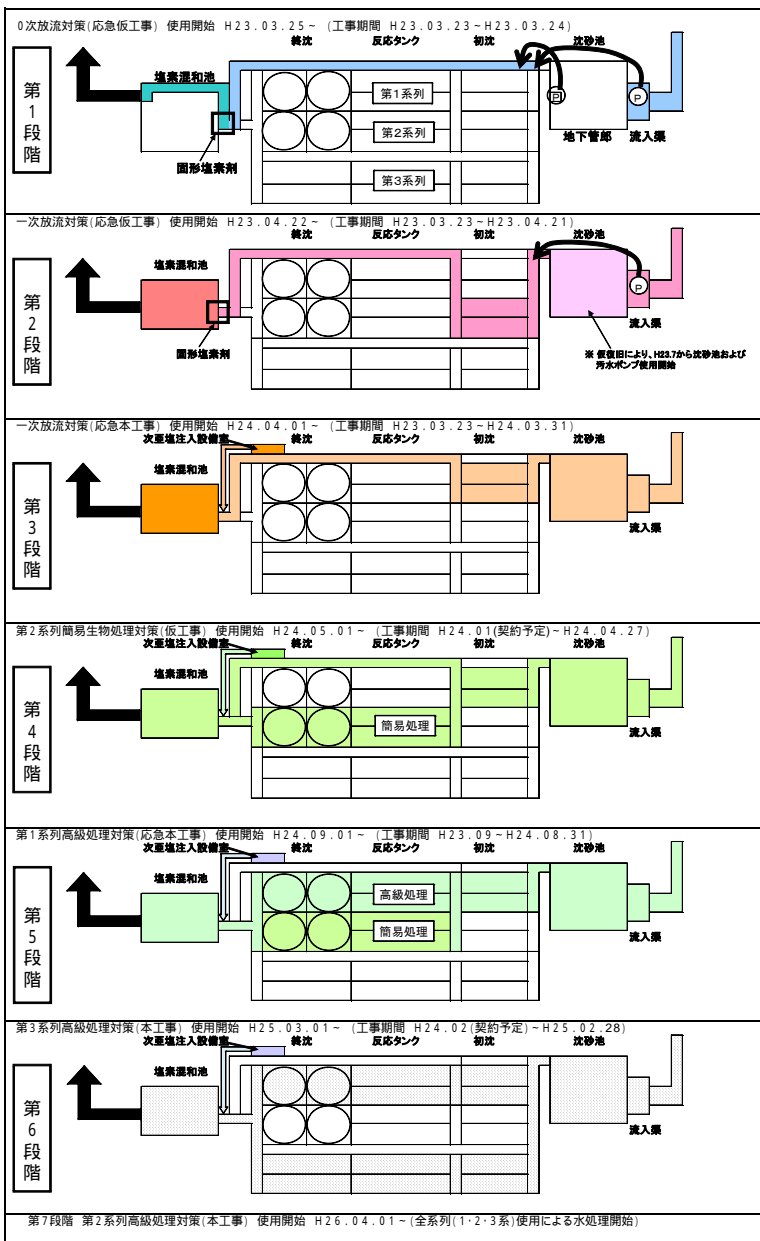 0次放流対策(応急仮工事) 使用開始 H23.03.25~ (工事期間 H23.03.23~H23.03.24)
終沈 反応タンク 初沈 沈砂池
塩素混和池
第1段階
第1系列
P P
第2系列
地下管郎 流入渠
固形塩素剤
第3系列
一次放流対策(応急仮工事) 使用開始 H23.04.22~ (工事期間 H23.03.23~H23.04.21)
終沈 反応タンク 初沈 沈砂池
塩素混和池
第2段階
P
流入渠
固形塩素剤
※ 仮復旧により、H23.7から沈砂池および
汚水ポンプ使用開始
一次放流対策(応急本工事) 使用開始 H24.04.01~ (工事期間 H23.03.23~H24.03.31)
次亜塩注入設備室 終沈 反応タンク 初沈 沈砂池
塩素混和池
第3段階
流入渠
第2系列簡易生物処理対策(仮工事) 使用開始 H24.05.01~ (工事期間 H24.01(契約予定)~H24.04.27)
次亜塩注入設備室 終沈 反応タンク 初沈 沈砂池
塩素混和池
第4段階
簡易処理
流入渠
第1系列高級処理対策(応急本工事) 使用開始 H24.09.01~ (工事期間 H23.09~H24.08.31)
次亜塩注入設備室 終沈 反応タンク 初沈 沈砂池
塩素混和池
第5段階
高級処理
簡易処理
流入渠
第3系列高級処理対策(本工事) 使用開始 H25.03.01~ (工事期間 H24.02(契約予定)~H25.02.28)
次亜塩注入設備室 終沈 反応タンク 初沈 沈砂池
塩素混和池
第6段階
流入渠
第7段階 第2系列高級処理対策(本工事) 使用開始 H26.04.01~(全系列(1・2・3系)使用による水処理開始)